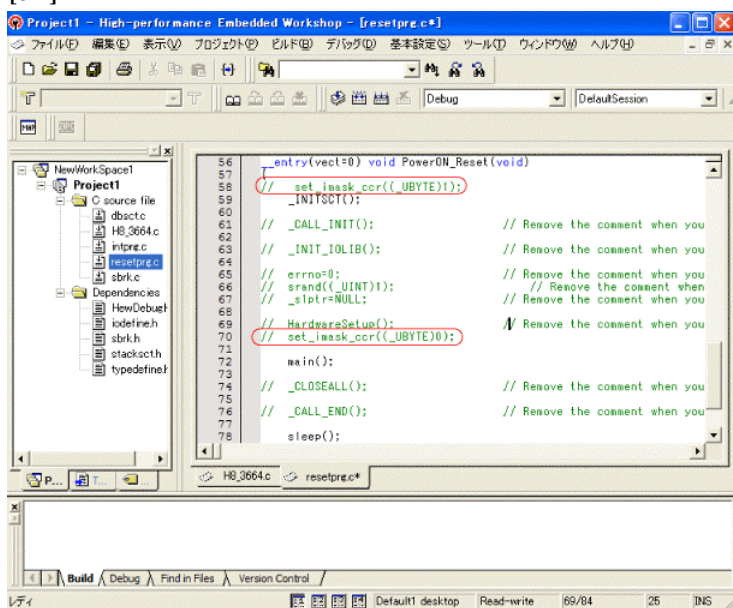 Project1 - High-performance Embedded Workshop - [resetprg.c*]
ファイル(F) 編集(E) 表示(V) プロジェクト(P) ビルド(B) デバッグ(D) 基本設定(S) ツール(T) ウィンドウ(W) ヘルプ(H)
Debug
DefaultSession
NewWorkSpace1
Project1
C source file
dbsct.c
H8_3664.c
intprg.c
resetprg.c
sbrk.c
Dependencies
HewDebugH
iodefine.h
sbrk.h
stacksct.h
typedefine.h
P... T... ...
56 __entry(vect=0) void PowerON_Reset(void)
57 {
58 // set_imask_ccr((_UBYTE)1);
59 _INITSCT();
60
61 // _CALL_INIT(); // Remove the comment when you
62
63 // _INIT_IOLIB(); // Remove the comment when you
64
65 // errno=0; // Remove the comment when you
66 // srand((_UINT)1); // Remove the comment when
67 // _s1ptr=NULL; // Remove the comment when you
68
69 // HardwareSetup(); // Remove the comment when you
70 // set_imask_ccr((_UBYTE)0);
71
72 main();
73
74 // _CLOSEALL(); // Remove the comment when you
75
76 // _CALL_END(); // Remove the comment when you
77
78 sleep();
H8_3664.c resetprg.c*
Build Debug Find in Files Version Control
レディ Default1 desktop Read-write 69/84 25 INS